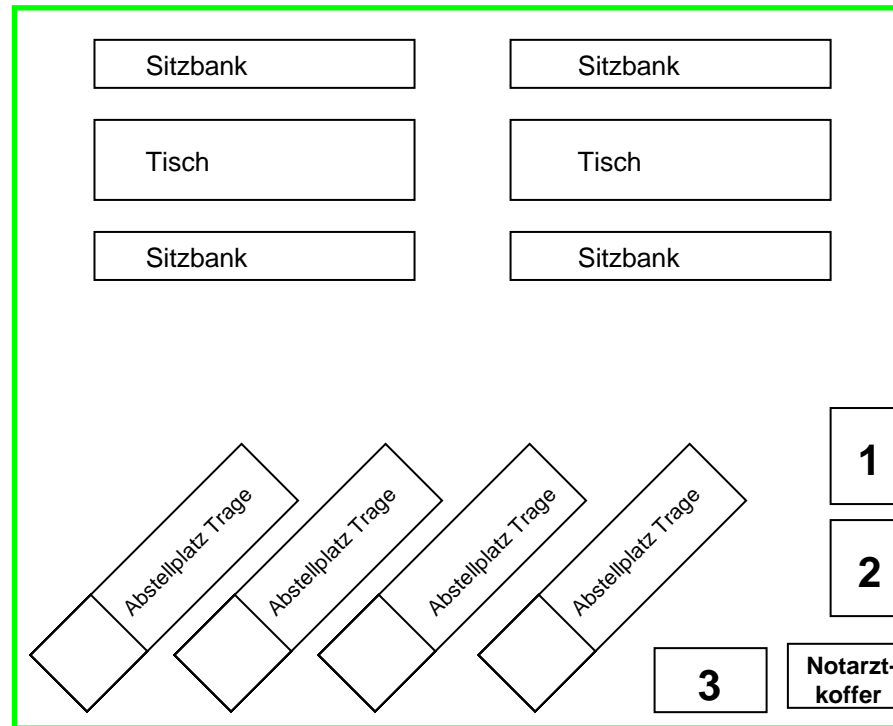 Sitzbank
Sitzbank
Tisch
Tisch
Sitzbank
Sitzbank
1
Abstellplatz Trage
Abstellplatz Trage
Abstellplatz Trage
Abstellplatz Trage
2
3
Notarzt-
koffer